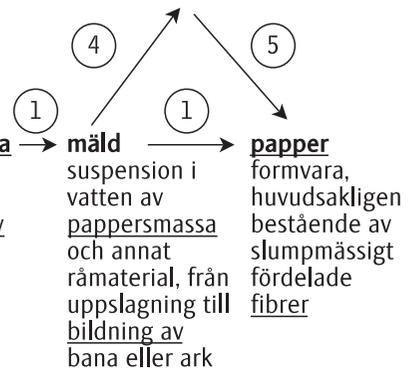 4
5
1
1
a
mäld
papper
suspension i
vatten av
pappersmassa
och annat
råmaterial, från
uppslagning till
bildning av
bana eller ark
formvara,
huvudsakligen
bestående av
slumpmässigt
fördelade
fibrer